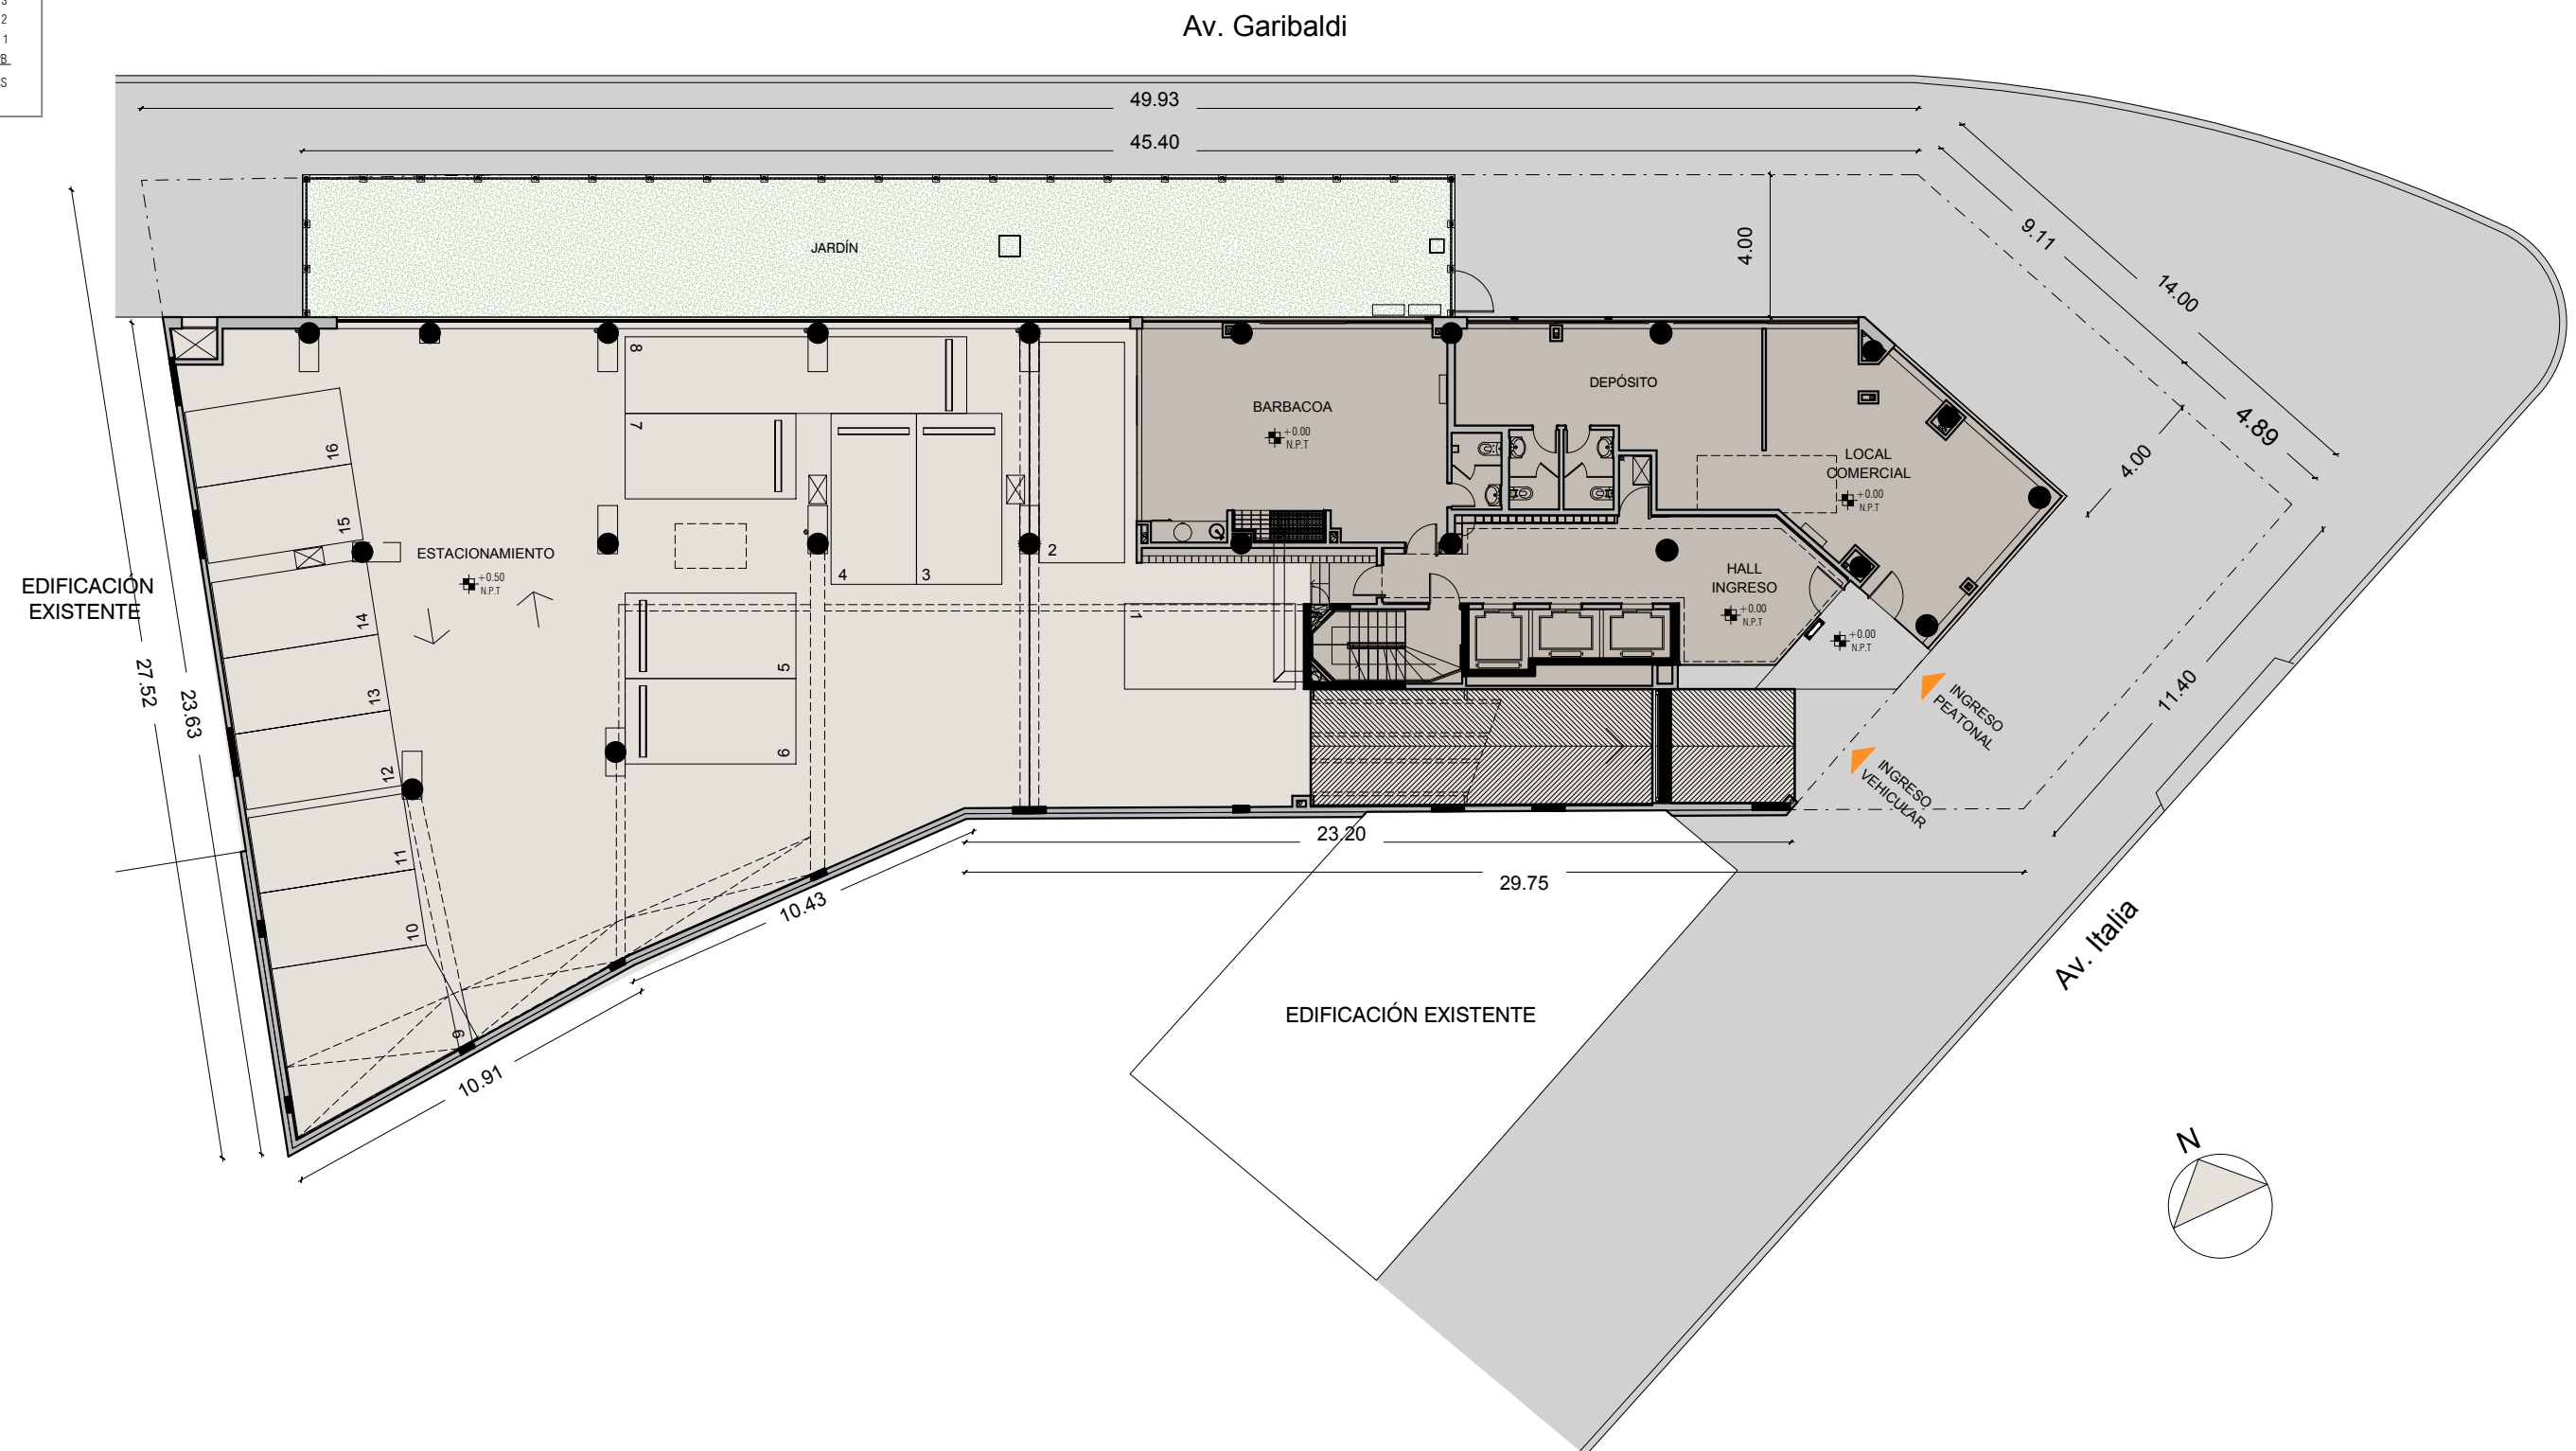 3
2
1
B
S
Av. Garibaldi
49.93
45.40
JARDÍN
4.00
9.11
14.00
4.89
4.00
11.40
8
7
BARBACOA
+0.00
N.P.T
DEPÓSITO
LOCAL
COMERCIAL
+0.00
N.P.T
16
15
14
13
12
11
10
9
ESTACIONAMIENTO
+0.50
N.P.T
4
3
2
1
5
6
HALL
INGRESO
+0.00
N.P.T
+0.00
N.P.T
EDIFICACIÓN
EXISTENTE
27.52
23.63
INGRESO
PEATONAL
INGRESO
VEHICULAR
23.20
29.75
10.43
10.91
EDIFICACIÓN EXISTENTE
Av. Italia
N